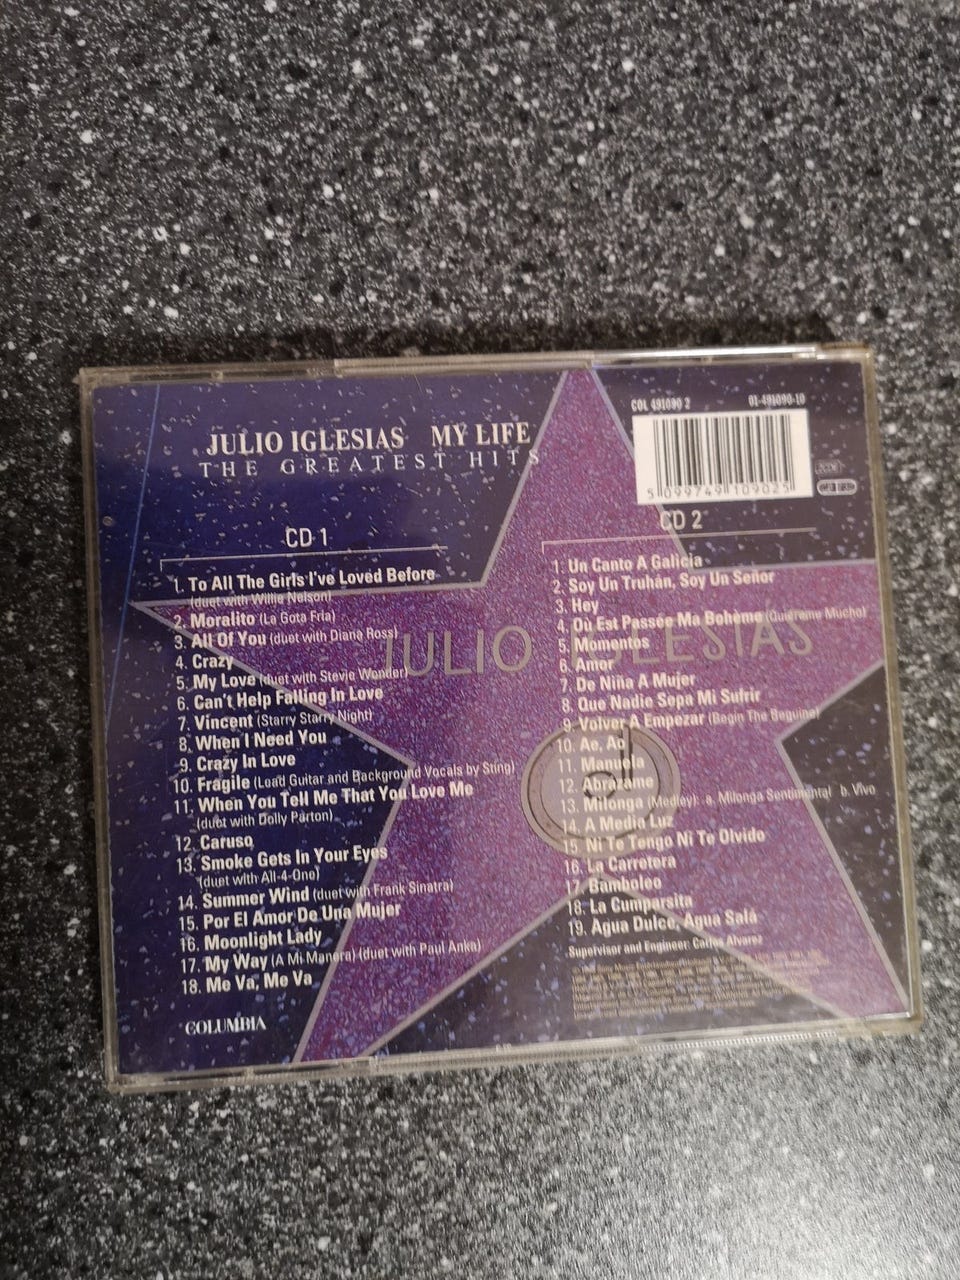 COL 491090 2
01-491090-10
5 099749 109025
JULIO IGLESIAS MY LIFE
THE GREATEST HITS
CD 1
1. To All The Girls I've Loved Before
(duet with Willie Nelson)
2. Moralito (La Gota Fria)
3. All Of You (duet with Diana Ross)
4. Crazy
5. My Love (duet with Stevie Wonder)
6. Can't Help Falling In Love
7. Vincent (Starry Starry Night)
8. When I Need You
9. Crazy In Love
10. Fragile (Lead Guitar and Background Vocals by Sting)
11. When You Tell Me That You Love Me
(duet with Dolly Parton)
12. Caruso
13. Smoke Gets In Your Eyes
(duet with All-4-One)
14. Summer Wind (duet with Frank Sinatra)
15. Por El Amor De Una Mujer
16. Moonlight Lady
17. My Way (A Mi Manera) (duet with Paul Anka)
18. Me Va, Me Va
COLUMBIA
CD 2
1. Un Canto A Galicia
2. Soy Un Truhán, Soy Un Señor
3. Hey
4. Où Est Passée Ma Bohème (Quiereme Mucho)
5. Momentos
6. Amor
7. De Niña A Mujer
8. Que Nadie Sepa Mi Sufrir
9. Volver A Empezar (Begin The Beguine)
10. Ae, Ao
11. Manuela
12. Abrázame
13. Milonga (Medley): a. Milonga Sentimental b. Vivo
14. A Media Luz
15. Ni Te Tengo Ni Te Olvido
16. La Carretera
17. Bamboleo
18. La Cumparsita
19. Agua Dulce, Agua Salá
Supervisor and Engineer: Carlos Alvarez
JULIO IGLESIAS